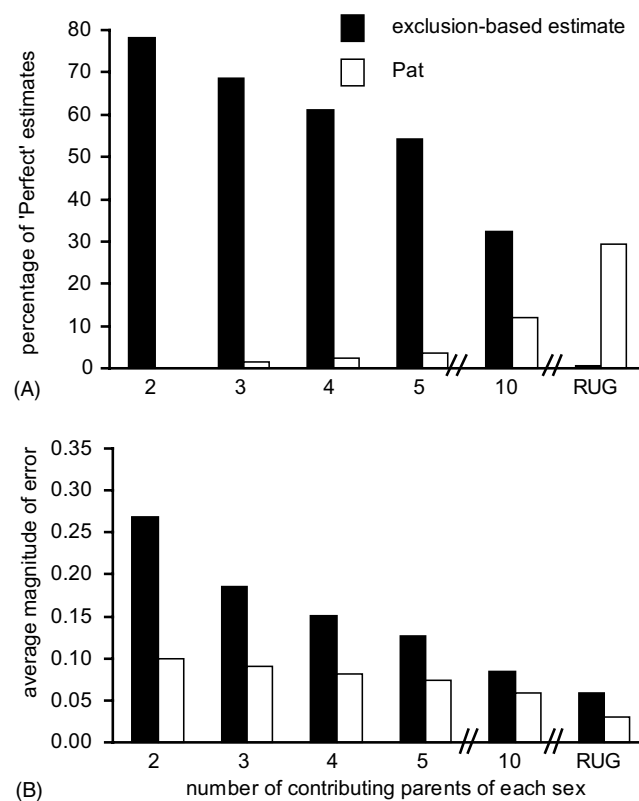 80
70
60
50
40
30
20
10
0
percentage of 'Perfect' estimates
exclusion-based estimate
Pat
(A)
2 3 4 5 10 RUG
0.35
0.30
0.25
0.20
0.15
0.10
0.05
0.00
average magnitude of error
2 3 4 5 10 RUG
(B)
number of contributing parents of each sex